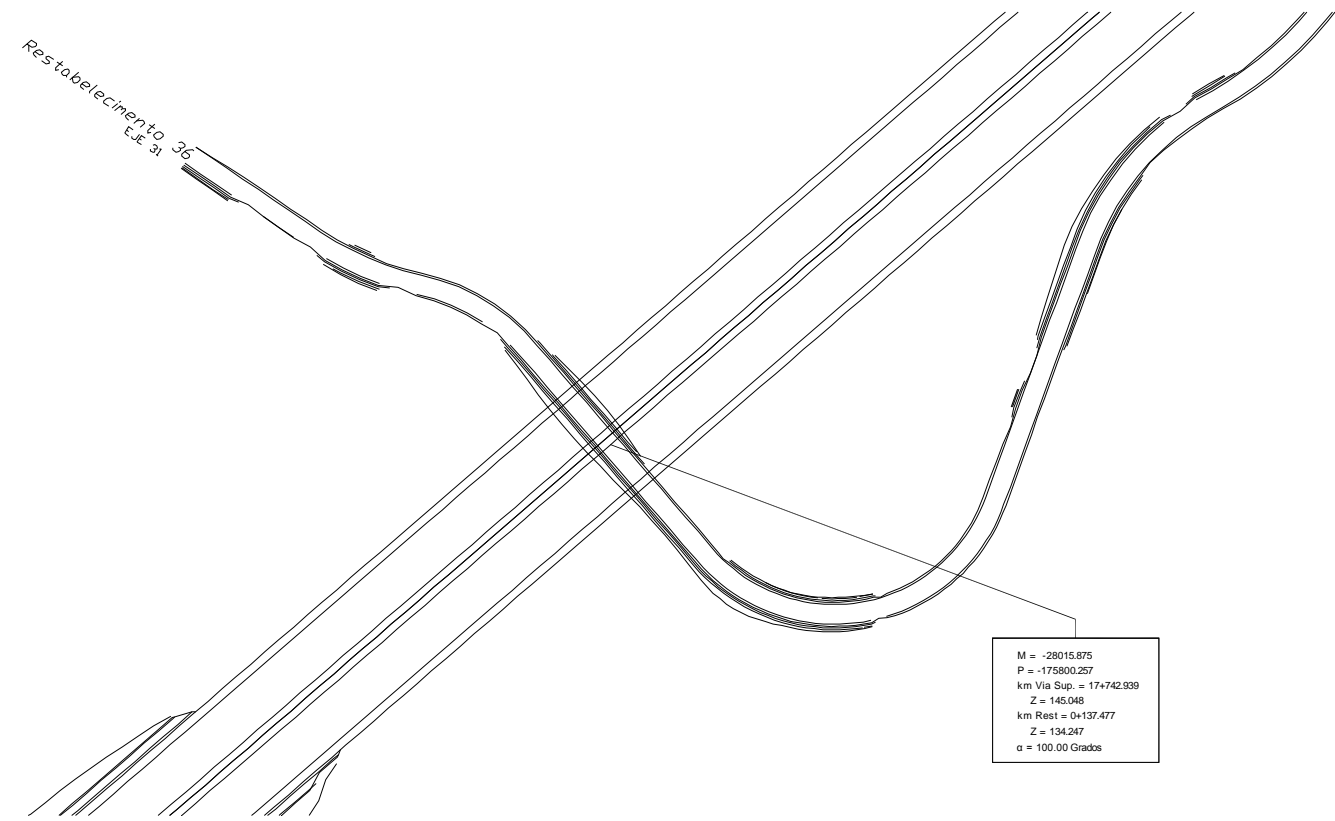 Restabelecimento 36
EJE 31
M = -28015.875
P = -175800.257
km Via Sup. = 17+742.939
Z = 145.048
km Rest = 0+137.477
Z = 134.247
α = 100.00 Grados